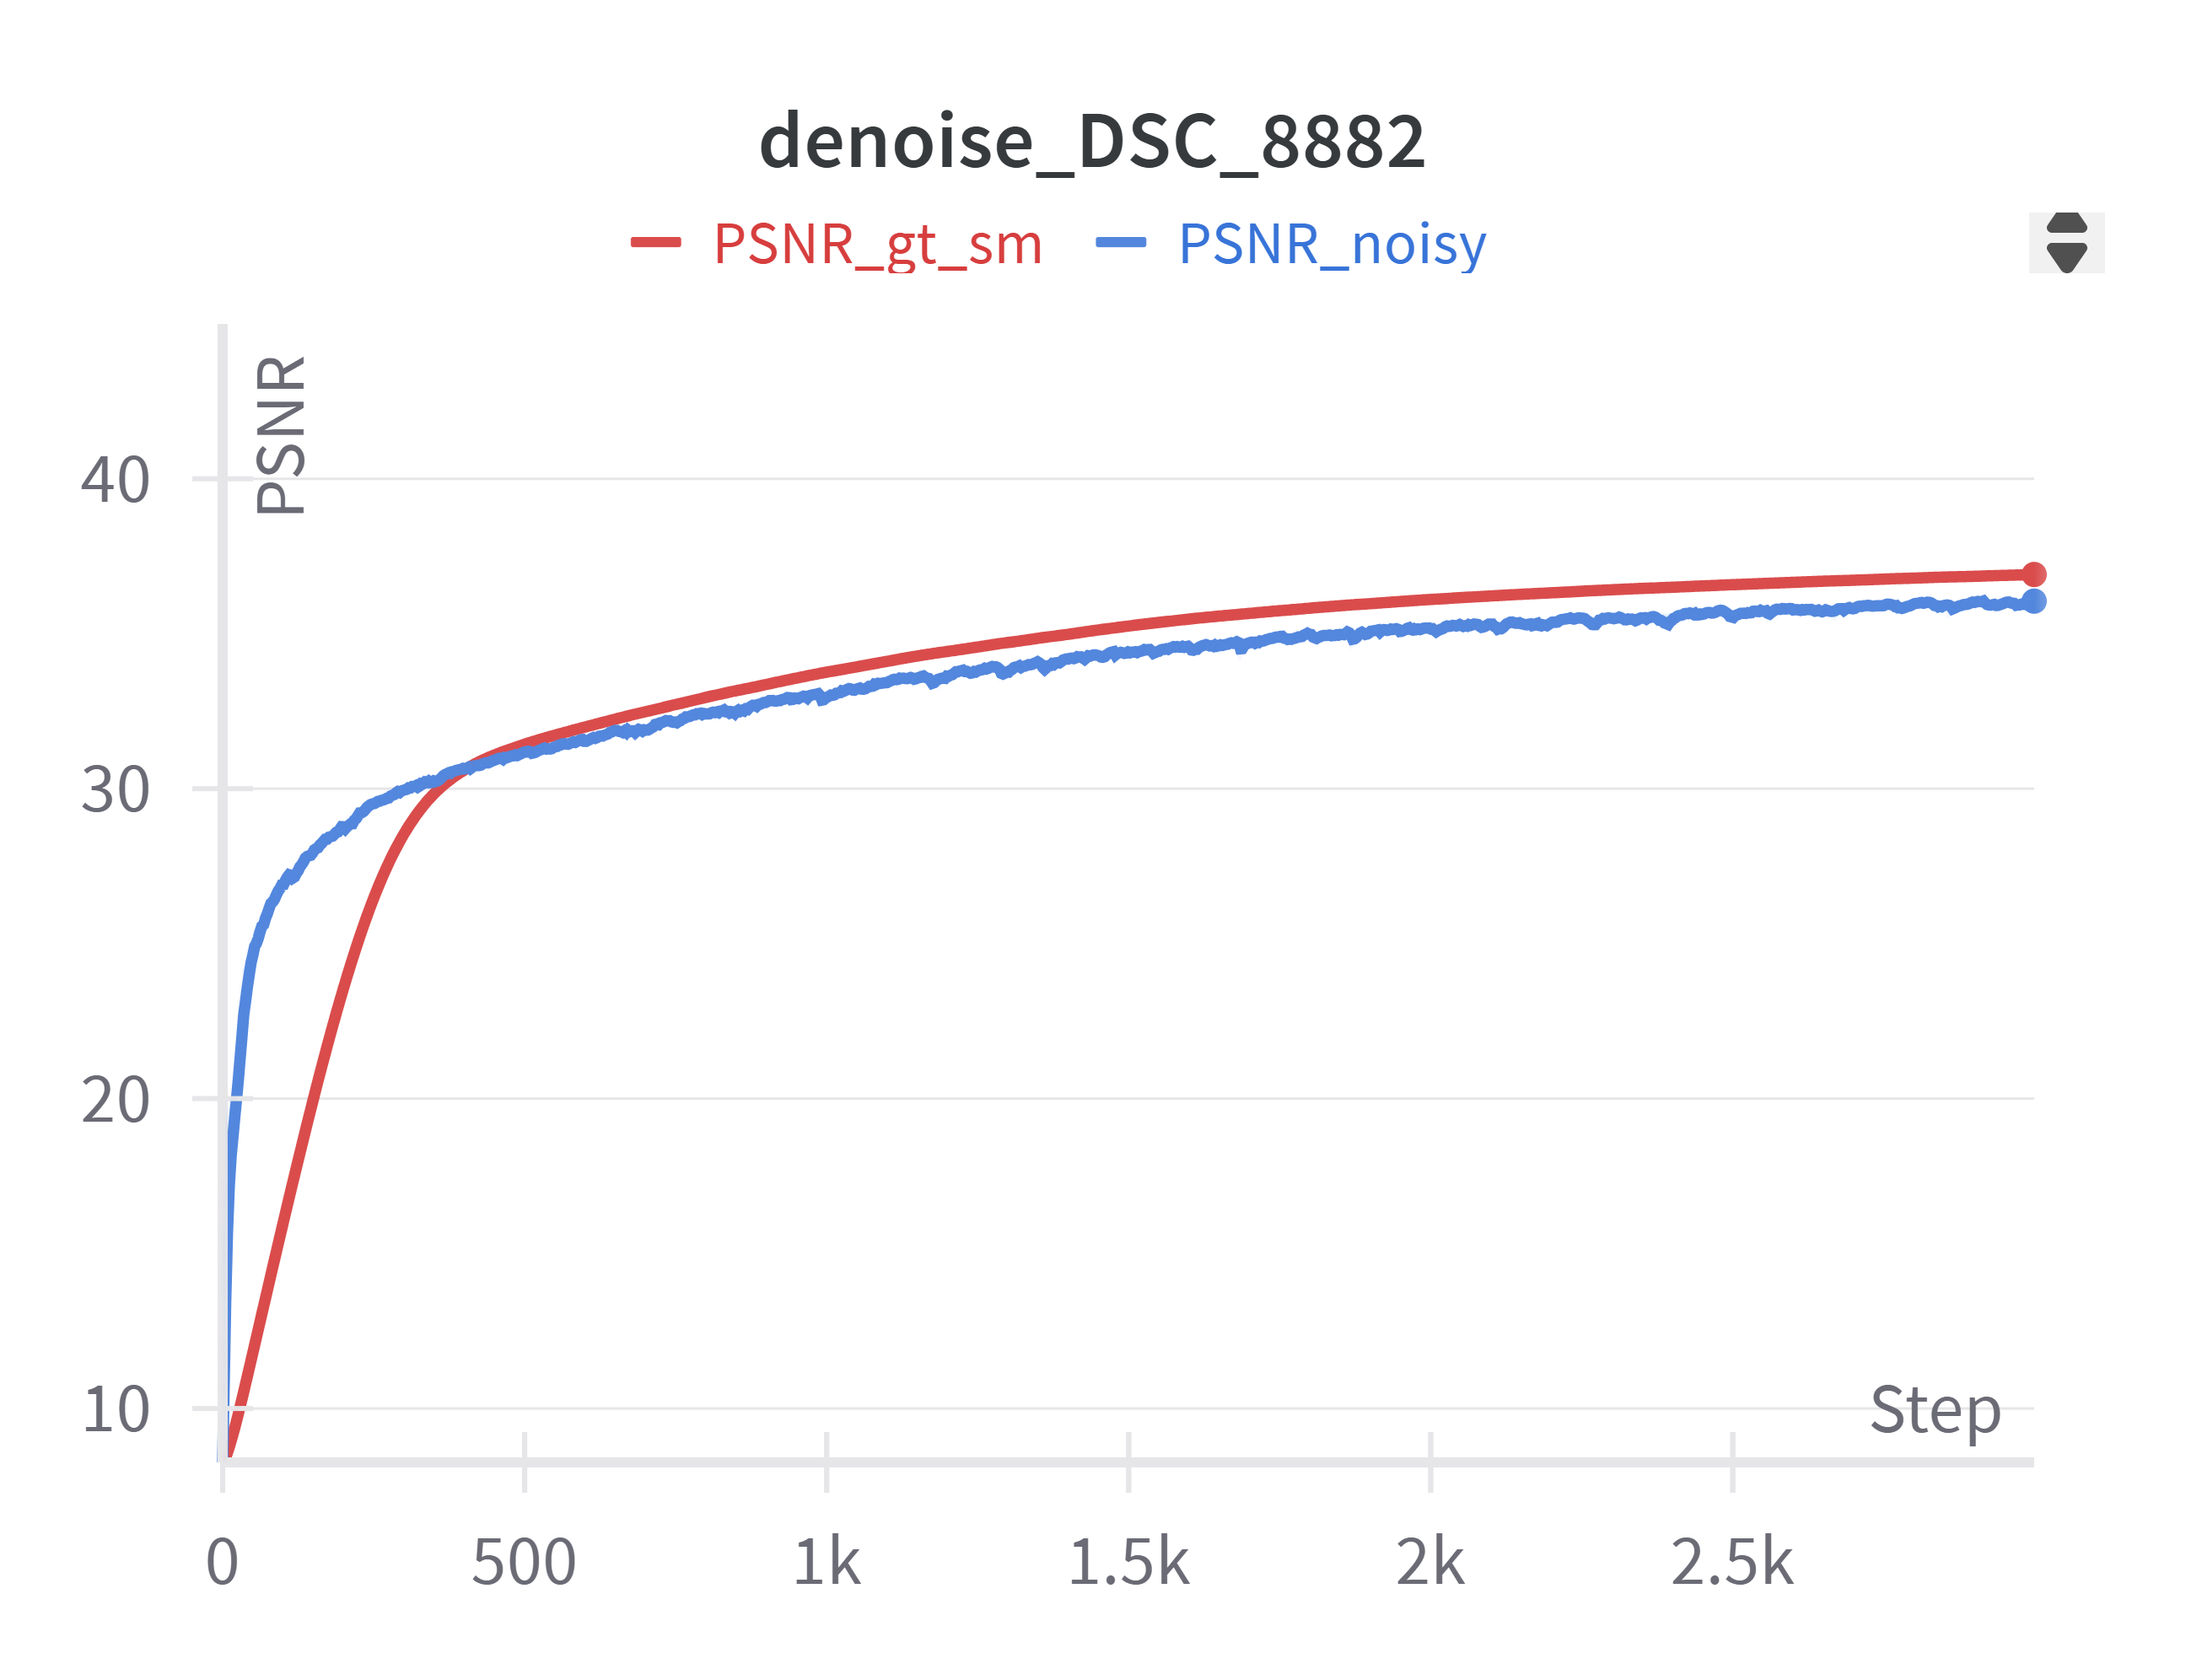 denoise_DSC_8882
PSNR_gt_sm PSNR_noisy
PSNR
40
30
20
10
Step
0 500 1k 1.5k 2k 2.5k